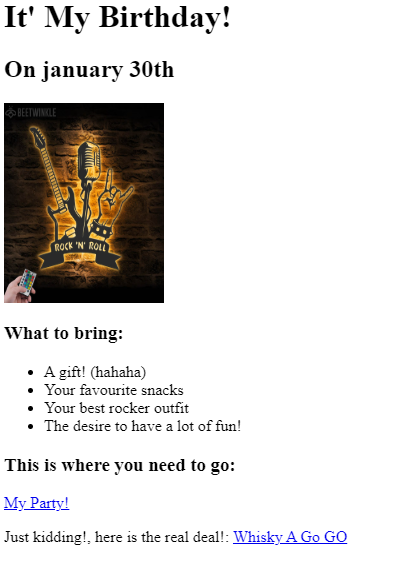 It' My Birthday!
On january 30th
BEETWINKLE
ROCK 'N' ROLL
What to bring:
A gift! (hahaha)
Your favourite snacks
Your best rocker outfit
The desire to have a lot of fun!
This is where you need to go:
My Party!
Just kidding!, here is the real deal!: Whisky A Go GO